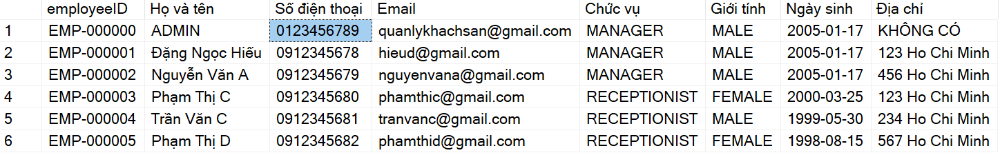 employeeID Họ và tên Số điện thoại Email Chức vụ Giới tính Ngày sinh Địa chỉ
1 EMP-000000 ADMIN 0123456789 quanlykhachsan@gmail.com MANAGER MALE 2005-01-17 KHÔNG CÓ
2 EMP-000001 Đặng Ngọc Hiếu 0912345678 hieud@gmail.com MANAGER MALE 2005-01-17 123 Ho Chi Minh
3 EMP-000002 Nguyễn Văn A 0912345679 nguyenvana@gmail.com MANAGER MALE 2005-01-17 456 Ho Chi Minh
4 EMP-000003 Phạm Thị C 0912345680 phamthic@gmail.com RECEPTIONIST FEMALE 2000-03-25 123 Ho Chi Minh
5 EMP-000004 Trần Văn C 0912345681 tranvanc@gmail.com RECEPTIONIST MALE 1999-05-30 234 Ho Chi Minh
6 EMP-000005 Phạm Thị D 0912345682 phamthid@gmail.com RECEPTIONIST FEMALE 1998-08-15 567 Ho Chi Minh